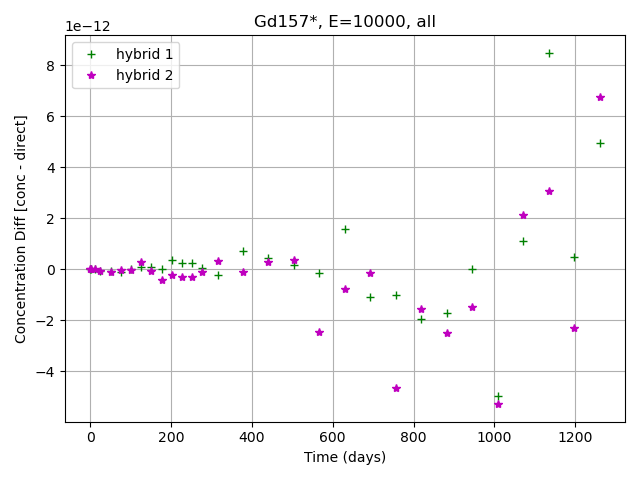 Gd157*, E=10000, all
1e−12
hybrid 1
hybrid 2
8
6
4
2
0
−2
−4
Concentration Diff [conc - direct]
0 200 400 600 800 1000 1200
Time (days)